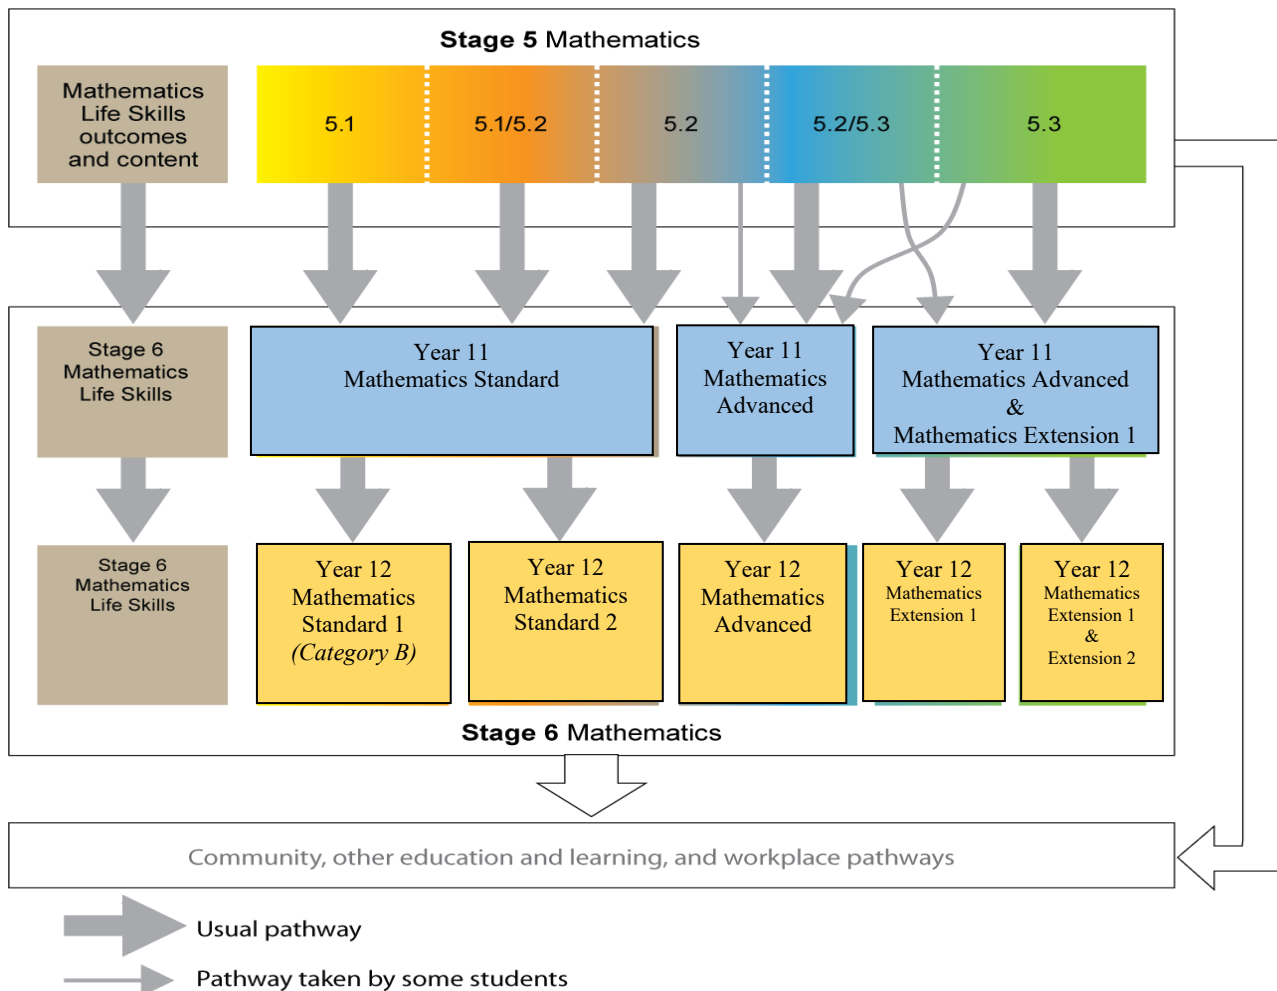 Stage 5 Mathematics
Mathematics
Life Skills
outcomes
and content
5.1
5.1/5.2
5.2
5.2/5.3
5.3
Stage 6
Mathematics
Life Skills
Year 11
Mathematics Standard
Year 11
Mathematics
Advanced
Year 11
Mathematics Advanced
&
Mathematics Extension 1
Stage 6
Mathematics
Life Skills
Year 12
Mathematics
Standard 1
(Category B)
Year 12
Mathematics
Standard 2
Year 12
Mathematics
Advanced
Year 12
Mathematics
Extension 1
Year 12
Mathematics
Extension 1
&
Extension 2
Stage 6 Mathematics
Community, other education and learning, and workplace pathways
Usual pathway
Pathway taken by some students